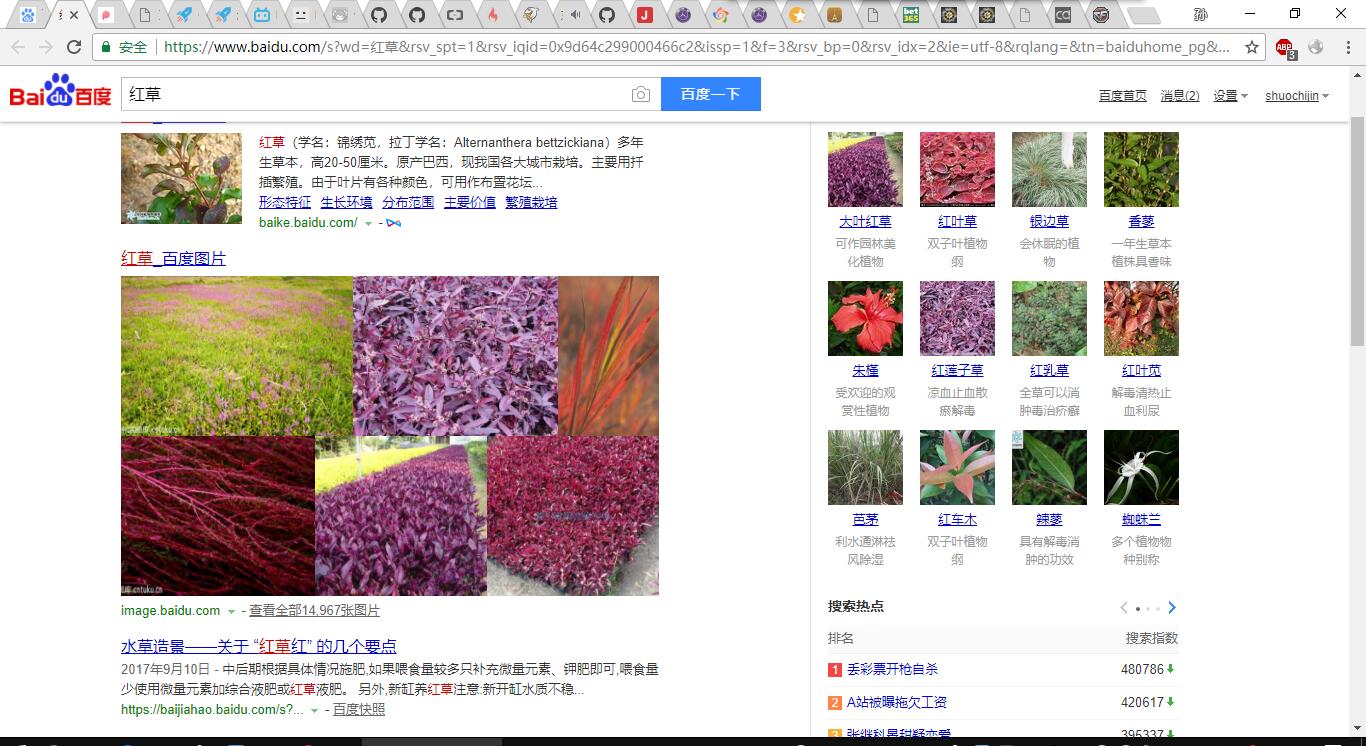 孙
安全
https://www.baidu.com/s?wd=红草&rsv_spt=1&rsv_iqid=0x9d64c299000466c2&issp=1&f=3&rsv_bp=0&rsv_idx=2&ie=utf-8&rqlang=&tn=baiduhome_pg&...
ABP
3
Bai du 百度
红草
百度一下
百度首页 消息(2) 设置 shuochijin
红草（学名：锦绣苋，拉丁学名：Alternanthera bettzickiana）多年
生草本，高20-50厘米。原产巴西，现我国各大城市栽培。主要用扦
插繁殖。由于叶片有各种颜色，可用作布置花坛...
形态特征 生长环境 分布范围 主要价值 繁殖栽培
baike.baidu.com/ -
红草_百度图片
image.baidu.com - 查看全部14,967张图片
水草造景——关于 “红草红” 的几个要点
2017年9月10日 - 中后期根据具体情况施肥,如果喂食量较多只补充微量元素、钾肥即可,喂食量
少使用微量元素加综合液肥或红草液肥。 另外,新缸养红草注意:新开缸水质不稳...
https://baijiahao.baidu.com/s?... - 百度快照
大叶红草 红叶草 银边草 香蓼
可作园林美 双子叶植物 会休眠的植 一年生草本
化植物 纲 物 植株具香味
朱槿 红莲子草 红乳草 红叶苋
受欢迎的观 凉血止血散 全草可以消 解毒清热止
赏性植物 瘀解毒 肿毒治疥癣 血利尿
芭茅 红车木 辣蓼 蜘蛛兰
利水通淋祛 双子叶植物 具有解毒消 多个植物物
风除湿 纲 肿的功效 种别称
搜索热点
排名 搜索指数
1 丢彩票开枪自杀 480786
2 A站被曝拖欠工资 420617
3 张继科景甜疑恋爱 395337